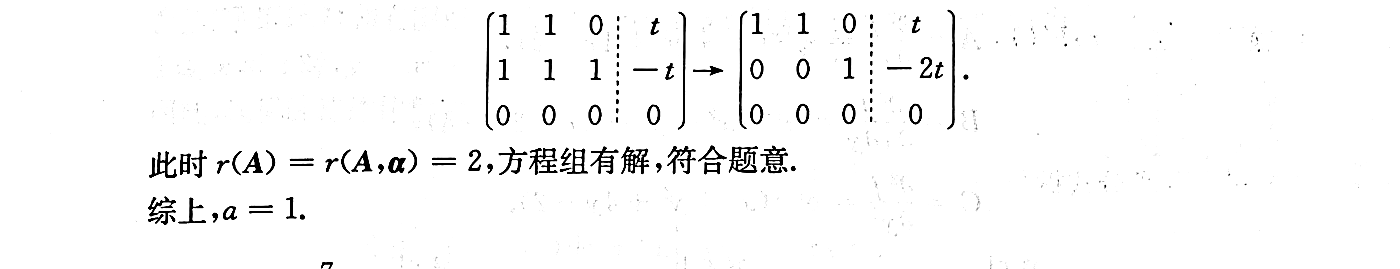 1 1 0 t 1 1 0 t
1 1 1 −t → 0 0 1 −2t .
0 0 0 0 0 0 0 0
此时 r(A) = r(A,α) = 2,方程组有解,符合题意.
综上,a = 1.